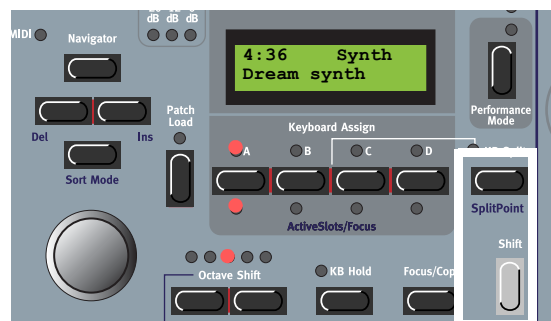 dB dB dB
MIDI
Navigator
4:36 Synth
Dream synth
Del Ins
Patch
Load
Performance
Mode
Keyboard Assign
A B C D
Sort Mode
SplitPoint
ActiveSlots/Focus
Shift
Octave Shift
KB Hold
Focus/Cop